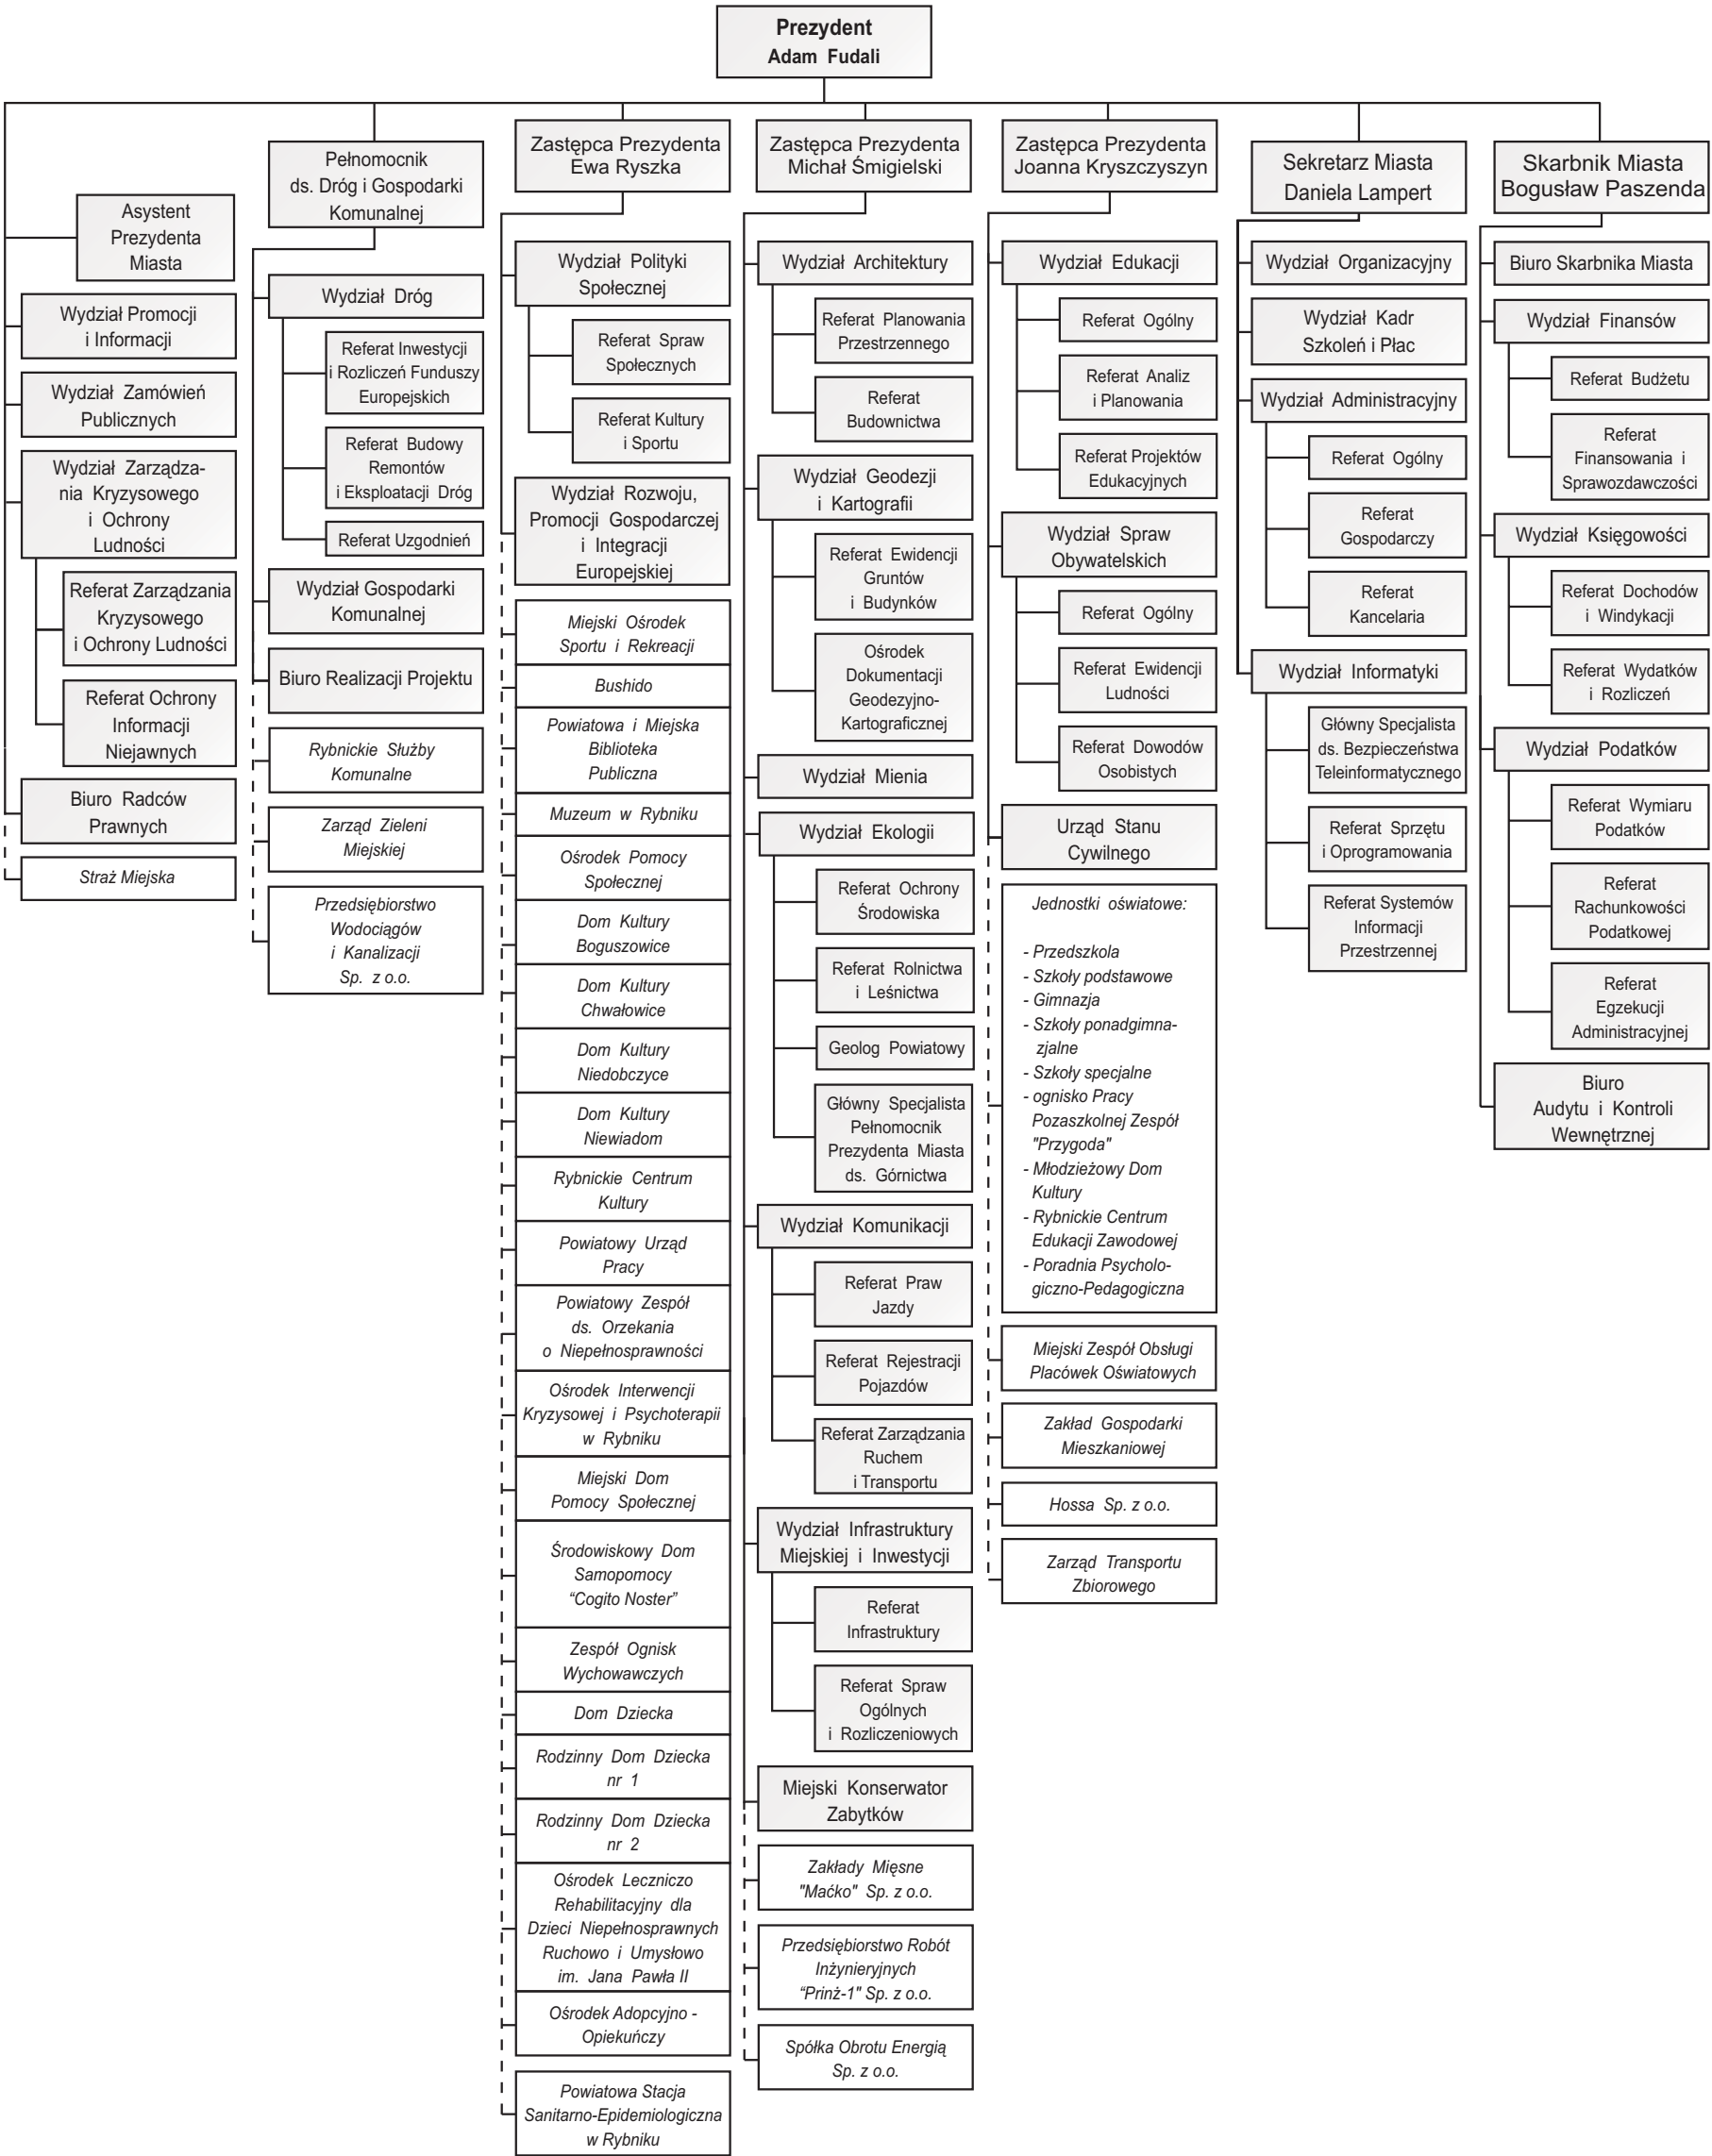 Prezydent
Adam Fudali
Asystent
Prezydenta
Miasta
Wydział Promocji
i Informacji
Wydział Zamówień
Publicznych
Wydział Zarządza-
nia Kryzysowego
i Ochrony
Ludności
Referat Zarządzania
Kryzysowego
i Ochrony Ludności
Referat Ochrony
Informacji
Niejawnych
Biuro Radców
Prawnych
Straż Miejska
Pełnomocnik
ds. Dróg i Gospodarki
Komunalnej
Wydział Dróg
Referat Inwestycji
i Rozliczeń Funduszy
Europejskich
Referat Budowy
Remontów
i Eksploatacji Dróg
Referat Uzgodnień
Wydział Gospodarki
Komunalnej
Biuro Realizacji Projektu
Rybnickie Służby
Komunalne
Zarząd Zieleni
Miejskiej
Przedsiębiorstwo
Wodociągów
i Kanalizacji
Sp. z o.o.
Zastępca Prezydenta
Ewa Ryszka
Wydział Polityki
Społecznej
Referat Spraw
Społecznych
Referat Kultury
i Sportu
Wydział Rozwoju,
Promocji Gospodarczej
i Integracji
Europejskiej
Miejski Ośrodek
Sportu i Rekreacji
Bushido
Powiatowa i Miejska
Biblioteka
Publiczna
Muzeum w Rybniku
Ośrodek Pomocy
Społecznej
Dom Kultury
Boguszowice
Dom Kultury
Chwałowice
Dom Kultury
Niedobczyce
Dom Kultury
Niewiadom
Rybnickie Centrum
Kultury
Powiatowy Urząd
Pracy
Powiatowy Zespół
ds. Orzekania
o Niepełnosprawności
Ośrodek Interwencji
Kryzysowej i Psychoterapii
w Rybniku
Miejski Dom
Pomocy Społecznej
Środowiskowy Dom
Samopomocy
“Cogito Noster”
Zespół Ognisk
Wychowawczych
Dom Dziecka
Rodzinny Dom Dziecka
nr 1
Rodzinny Dom Dziecka
nr 2
Ośrodek Leczniczo
Rehabilitacyjny dla
Dzieci Niepełnosprawnych
Ruchowo i Umysłowo
im. Jana Pawła II
Ośrodek Adopcyjno -
Opiekuńczy
Powiatowa Stacja
Sanitarno-Epidemiologiczna
w Rybniku
Zastępca Prezydenta
Michał Śmigielski
Wydział Architektury
Referat Planowania
Przestrzennego
Referat
Budownictwa
Wydział Geodezji
i Kartografii
Referat Ewidencji
Gruntów
i Budynków
Ośrodek
Dokumentacji
Geodezyjno-
Kartograficznej
Wydział Mienia
Wydział Ekologii
Referat Ochrony
Środowiska
Referat Rolnictwa
i Leśnictwa
Geolog Powiatowy
Główny Specjalista
Pełnomocnik
Prezydenta Miasta
ds. Górnictwa
Wydział Komunikacji
Referat Praw
Jazdy
Referat Rejestracji
Pojazdów
Referat Zarządzania
Ruchem
i Transportu
Wydział Infrastruktury
Miejskiej i Inwestycji
Referat
Infrastruktury
Referat Spraw
Ogólnych
i Rozliczeniowych
Miejski Konserwator
Zabytków
Zakłady Mięsne
"Maćko" Sp. z o.o.
Przedsiębiorstwo Robót
Inżynieryjnych
“Prinż-1" Sp. z o.o.
Spółka Obrotu Energią
Sp. z o.o.
Zastępca Prezydenta
Joanna Kryszczyszyn
Wydział Edukacji
Referat Ogólny
Referat Analiz
i Planowania
Referat Projektów
Edukacyjnych
Wydział Spraw
Obywatelskich
Referat Ogólny
Referat Ewidencji
Ludności
Referat Dowodów
Osobistych
Urząd Stanu
Cywilnego
Jednostki oświatowe:
- Przedszkola
- Szkoły podstawowe
- Gimnazja
- Szkoły ponadgimna-
zjalne
- Szkoły specjalne
- ognisko Pracy
Pozaszkolnej Zespół
"Przygoda"
- Młodzieżowy Dom
Kultury
- Rybnickie Centrum
Edukacji Zawodowej
- Poradnia Psycholo-
giczno-Pedagogiczna
Miejski Zespół Obsługi
Placówek Oświatowych
Zakład Gospodarki
Mieszkaniowej
Hossa Sp. z o.o.
Zarząd Transportu
Zbiorowego
Sekretarz Miasta
Daniela Lampert
Wydział Organizacyjny
Wydział Kadr
Szkoleń i Płac
Wydział Administracyjny
Referat Ogólny
Referat
Gospodarczy
Referat
Kancelaria
Wydział Informatyki
Główny Specjalista
ds. Bezpieczeństwa
Teleinformatycznego
Referat Sprzętu
i Oprogramowania
Referat Systemów
Informacji
Przestrzennej
Skarbnik Miasta
Bogusław Paszenda
Biuro Skarbnika Miasta
Wydział Finansów
Referat Budżetu
Referat
Finansowania i
Sprawozdawczości
Wydział Księgowości
Referat Dochodów
i Windykacji
Referat Wydatków
i Rozliczeń
Wydział Podatków
Referat Wymiaru
Podatków
Referat
Rachunkowości
Podatkowej
Referat
Egzekucji
Administracyjnej
Biuro
Audytu i Kontroli
Wewnętrznej